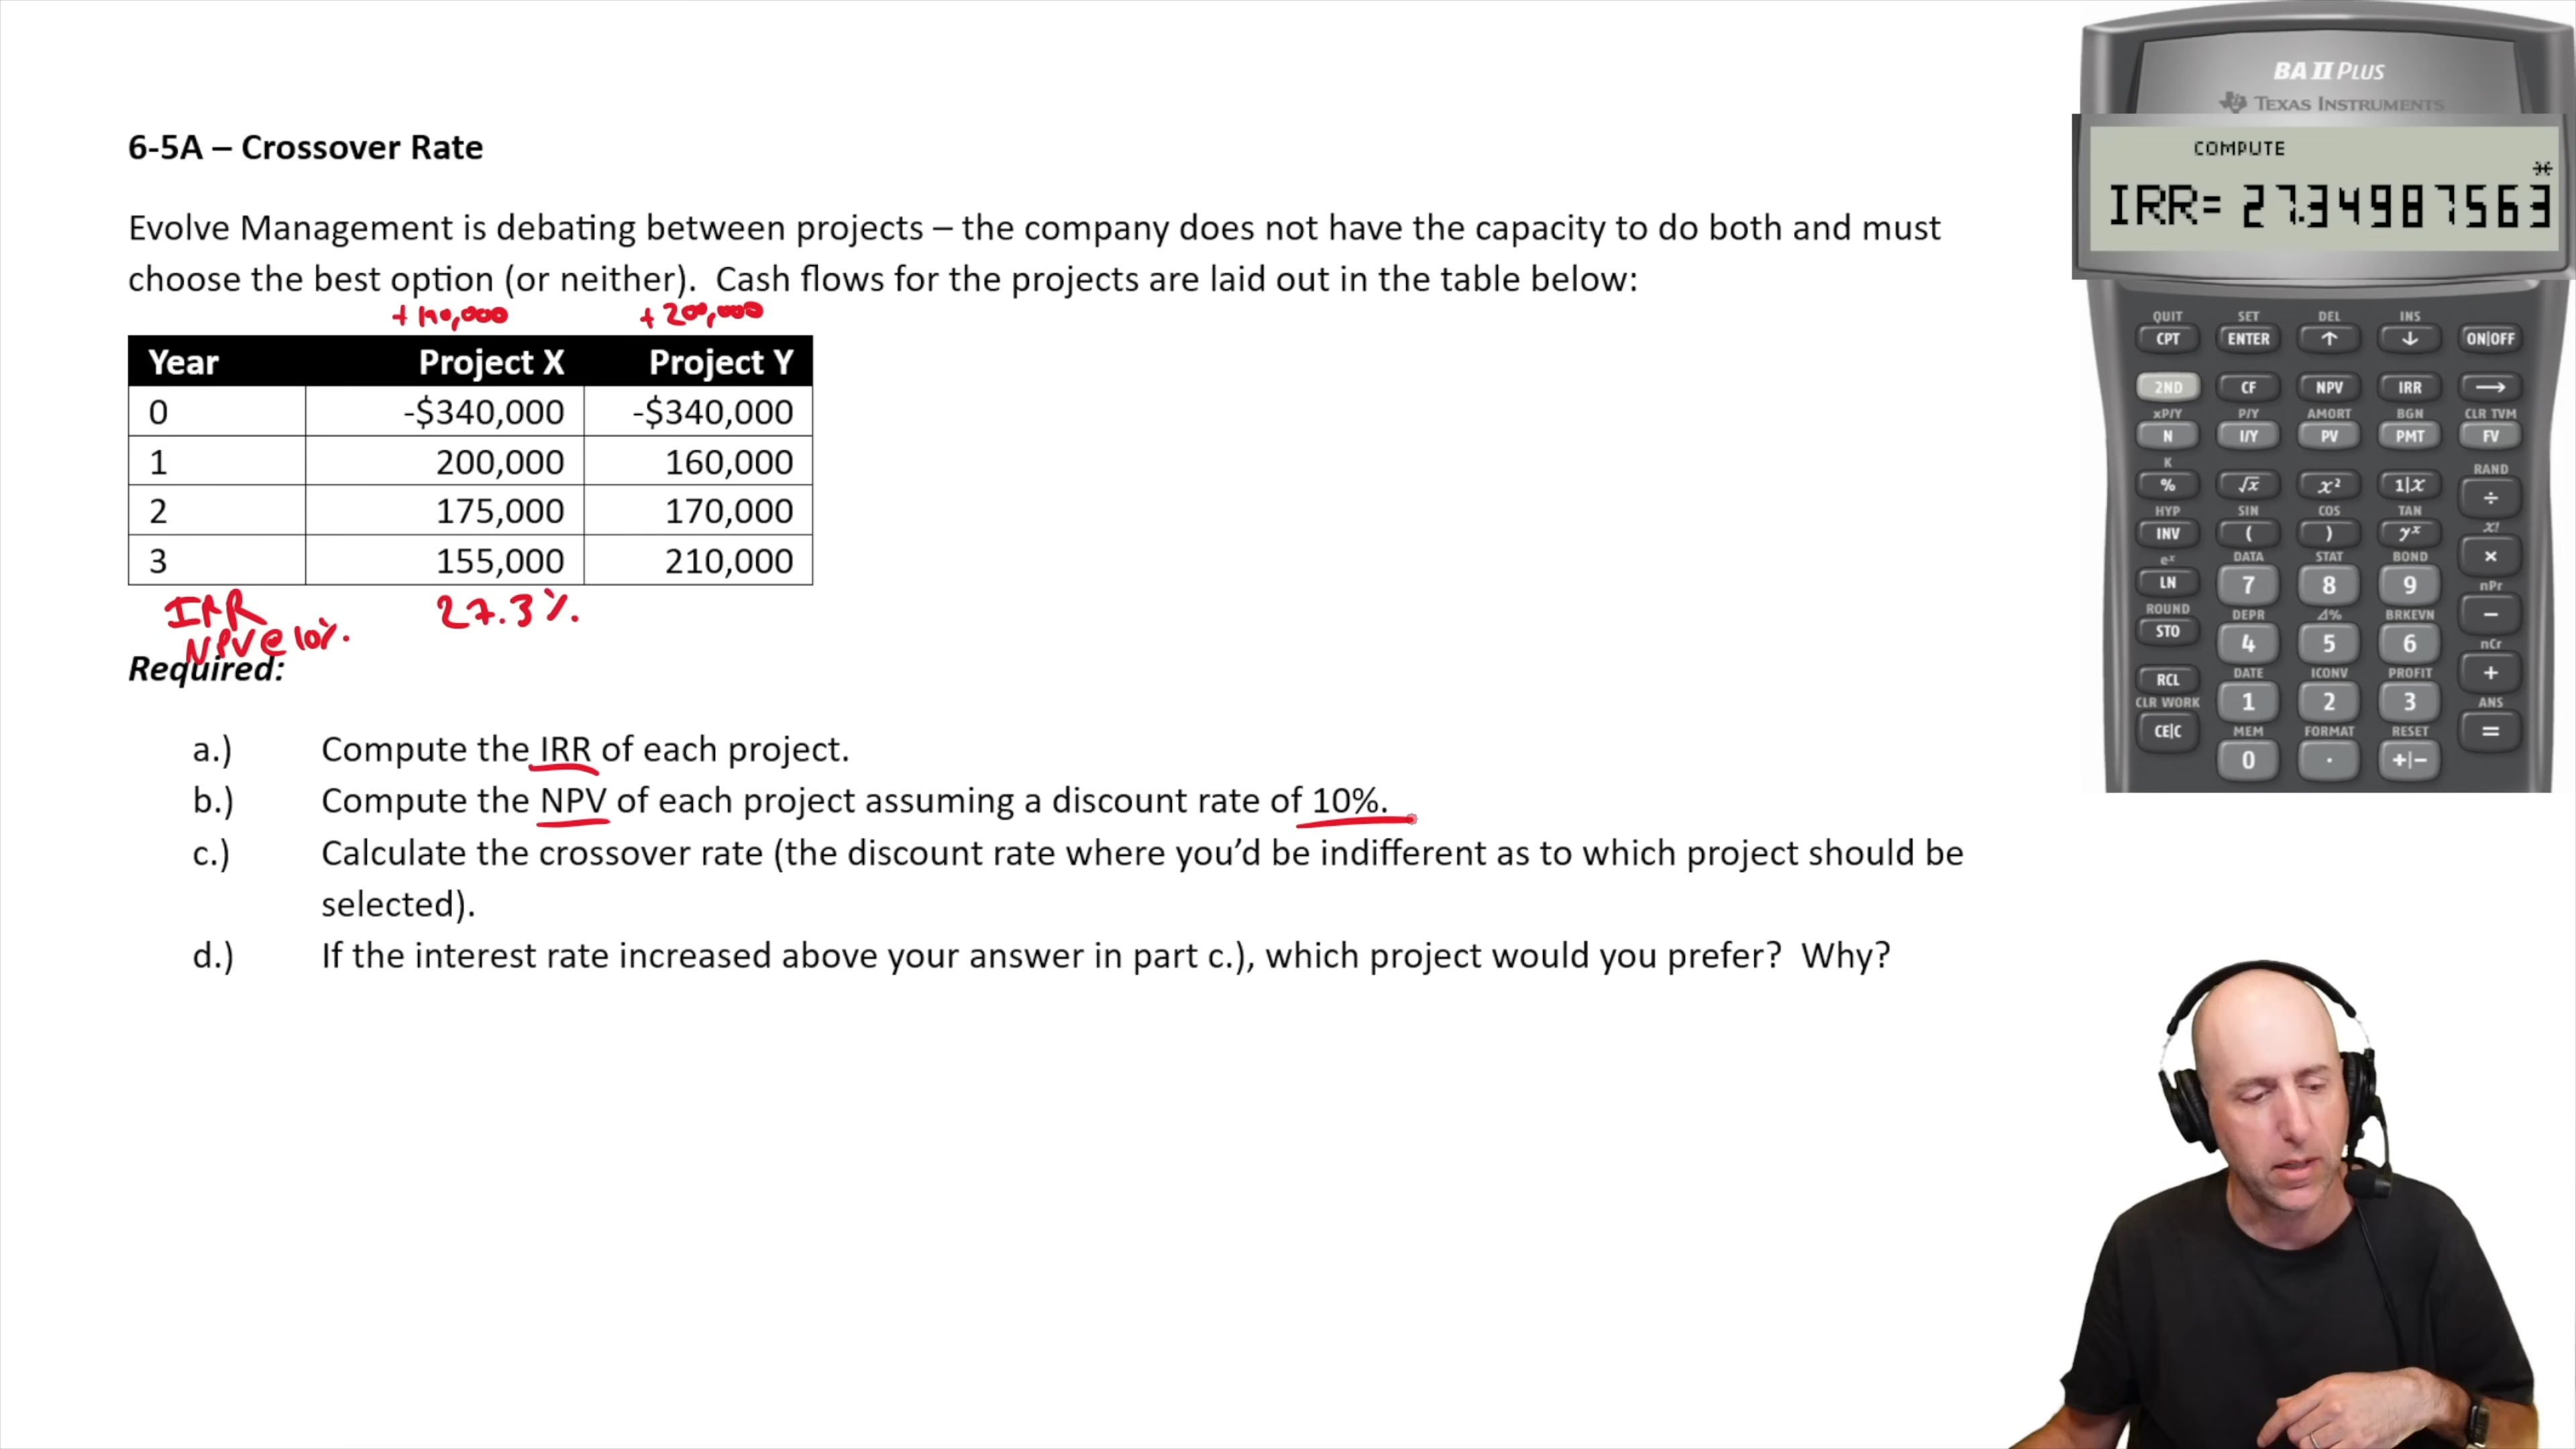 6-5A – Crossover Rate
Evolve Management is debating between projects – the company does not have the capacity to do both and must
choose the best option (or neither). Cash flows for the projects are laid out in the table below:
+190,000 +200,000
Year Project X Project Y
0 -$340,000 -$340,000
1 200,000 160,000
2 175,000 170,000
3 155,000 210,000
IRR 27.3%
NPV@10%.
Required:
a.) Compute the IRR of each project.
b.) Compute the NPV of each project assuming a discount rate of 10%.
c.) Calculate the crossover rate (the discount rate where you’d be indifferent as to which project should be
selected).
d.) If the interest rate increased above your answer in part c.), which project would you prefer? Why?
BA II PLUS
TEXAS INSTRUMENTS
COMPUTE
IRR= 27.34987563
QUIT SET DEL INS
CPT ENTER ↑ ↓ ON|OFF
2ND CF NPV IRR →
xP/Y P/Y AMORT BGN CLR TVM
N I/Y PV PMT FV
K RAND
% √x x² 1|x ÷
HYP SIN COS TAN x!
INV ( ) yˣ ×
eˣ DATA STAT BOND nPr
LN 7 8 9 −
ROUND DEPR Δ% BRKEVN nCr
STO 4 5 6 +
DATE ICONV PROFIT
RCL 1 2 3
CLR WORK MEM FORMAT RESET ANS
CE|C 0 . +|− =